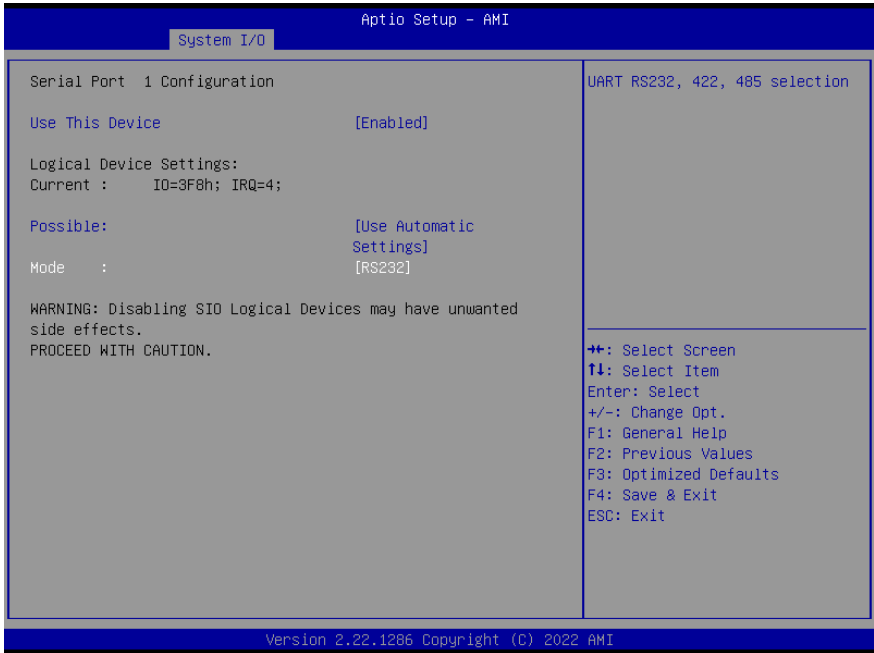 Aptio Setup - AMI
System I/O
Serial Port 1 Configuration
Use This Device [Enabled]
Logical Device Settings:
Current : IO=3F8h; IRQ=4;
Possible: [Use Automatic
Settings]
Mode : [RS232]
WARNING: Disabling SIO Logical Devices may have unwanted
side effects.
PROCEED WITH CAUTION.
UART RS232, 422, 485 selection
→←: Select Screen
↑↓: Select Item
Enter: Select
+/-: Change Opt.
F1: General Help
F2: Previous Values
F3: Optimized Defaults
F4: Save & Exit
ESC: Exit
Version 2.22.1286 Copyright (C) 2022 AMI